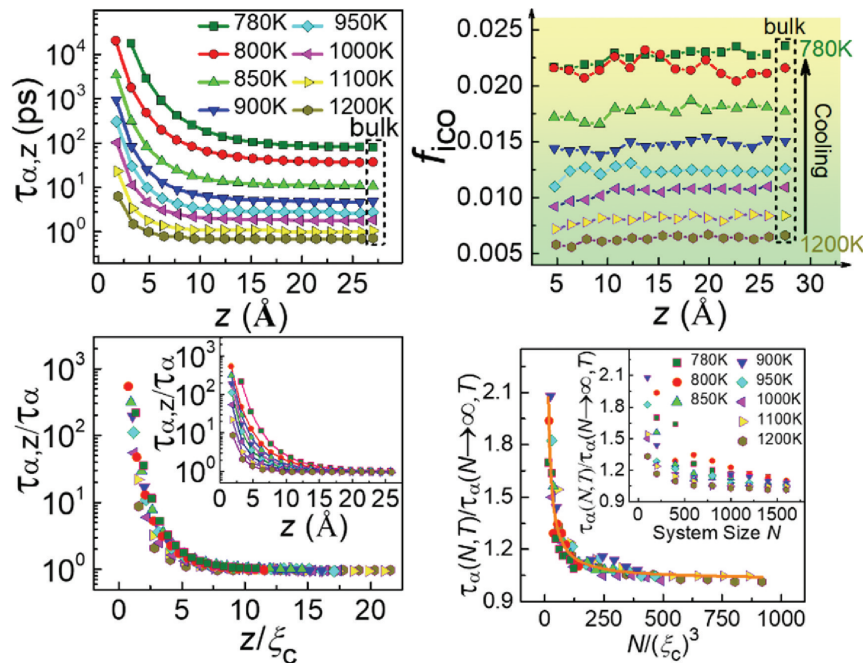 780K 950K
800K 1000K
850K 1100K
900K 1200K
bulk
10⁴
10³
10²
10¹
10⁰
τα,z (ps)
0 5 10 15 20 25
z (Å)
bulk
780K
Cooling
1200K
0.025
0.020
0.015
0.010
0.005
fico
5 10 15 20 25 30
z (Å)
10³
10²
10¹
10⁰
τα,z/τα
0 5 10 15 20
z/ξc
10³
10²
10¹
10⁰
τα,z/τα
0 5 10 15 20 25
z (Å)
2.1
1.8
1.5
1.2
1.1
τα(N,T)/τα(N→∞,T)
0 250 500 750 1000
N/(ξc)³
780K 900K
800K 950K
850K 1000K
1100K
1200K
2.1
1.8
1.5
1.2
0.9
τα(N,T)/τα(N→∞,T)
0 500 1000 1500
System Size N